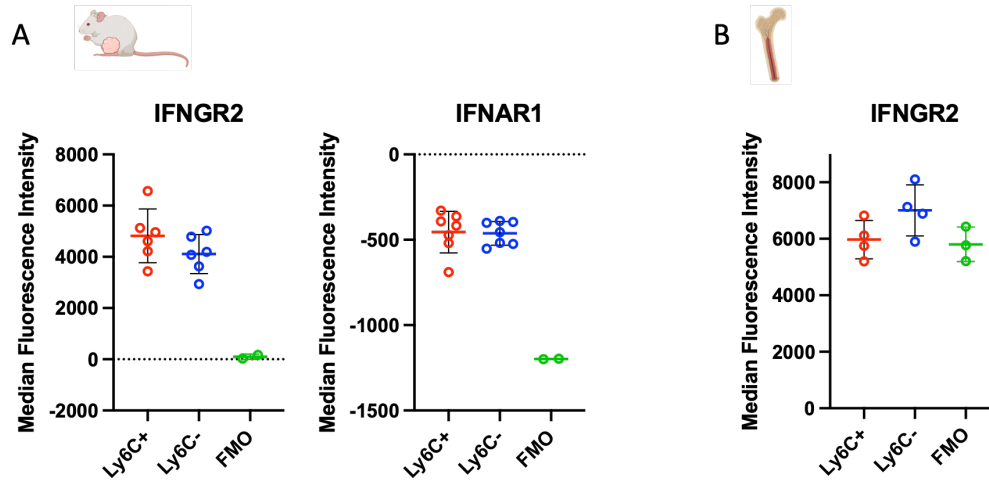 A
B
IFNGR2
IFNAR1
IFNGR2
Median Fluorescence Intensity
8000
6000
4000
2000
0
-2000
Ly6C+
Ly6C-
FMO
Median Fluorescence Intensity
0
-500
-1000
-1500
Ly6C+
Ly6C-
FMO
Median Fluorescence Intensity
8000
6000
4000
2000
0
Ly6C+
Ly6C-
FMO